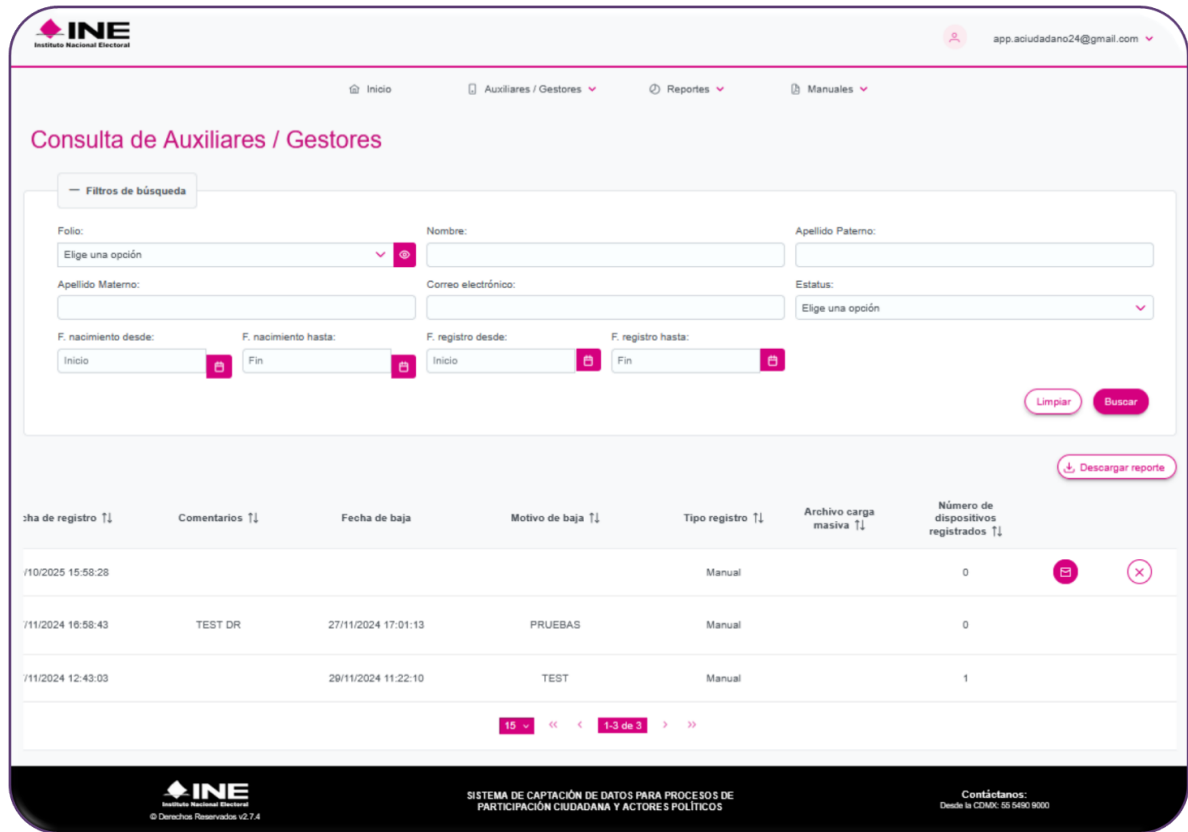 INE
Instituto Nacional Electoral
app.aciudadano24@gmail.com
Inicio Auxiliares / Gestores Reportes Manuales
Consulta de Auxiliares / Gestores
Filtros de búsqueda
Folio: Nombre: Apellido Paterno:
Elige una opción
Apellido Materno: Correo electrónico: Estatus:
Elige una opción
F. nacimiento desde: F. nacimiento hasta: F. registro desde: F. registro hasta:
Inicio Fin Inicio Fin
Limpiar Buscar
Descargar reporte
cha de registro Comentarios Fecha de baja Motivo de baja Tipo registro Archivo carga masiva Número de dispositivos registrados
/10/2025 15:58:28 Manual 0
/11/2024 16:58:43 TEST DR 27/11/2024 17:01:13 PRUEBAS Manual 0
/11/2024 12:43:03 29/11/2024 11:22:10 TEST Manual 1
15 << < 1-3 de 3 > >>
INE
Instituto Nacional Electoral
© Derechos Reservados v2.7.4
SISTEMA DE CAPTACIÓN DE DATOS PARA PROCESOS DE
PARTICIPACIÓN CIUDADANA Y ACTORES POLÍTICOS
Contáctanos:
Desde la CDMX: 55 5490 9000